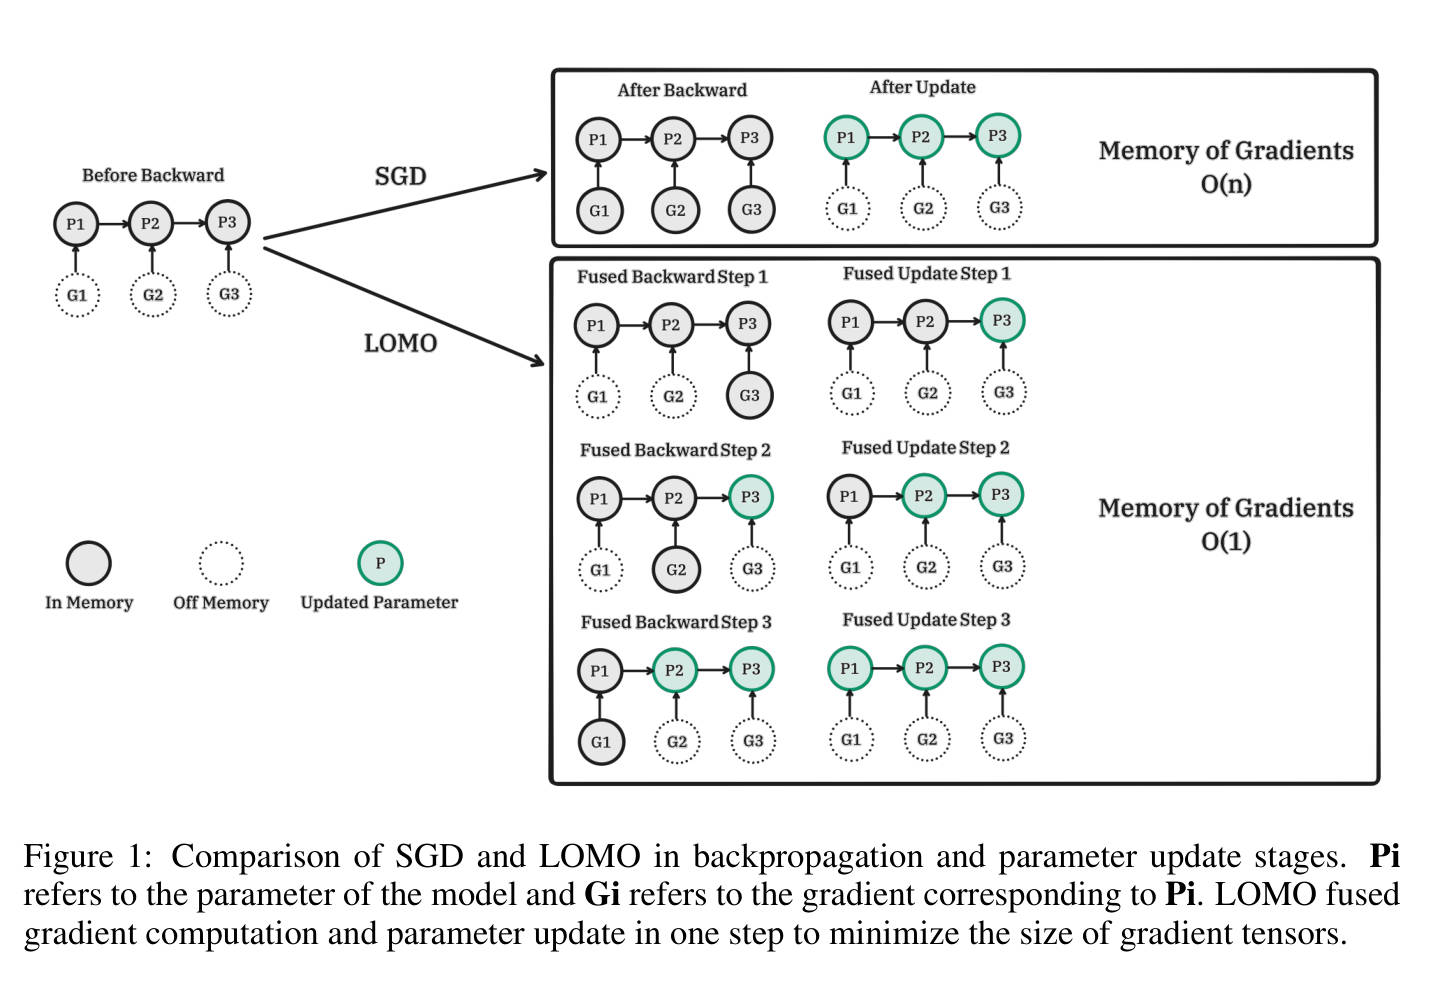 Before Backward
P1 P2 P3
G1 G2 G3
SGD
LOMO
In Memory
Off Memory
P
Updated Parameter
After Backward
P1 P2 P3
G1 G2 G3
After Update
P1 P2 P3
G1 G2 G3
Memory of Gradients
O(n)
Fused Backward Step 1
P1 P2 P3
G1 G2 G3
Fused Update Step 1
P1 P2 P3
G1 G2 G3
Fused Backward Step 2
P1 P2 P3
G1 G2 G3
Fused Update Step 2
P1 P2 P3
G1 G2 G3
Fused Backward Step 3
P1 P2 P3
G1 G2 G3
Fused Update Step 3
P1 P2 P3
G1 G2 G3
Memory of Gradients
O(1)
Figure 1: Comparison of SGD and LOMO in backpropagation and parameter update stages. Pi
refers to the parameter of the model and Gi refers to the gradient corresponding to Pi. LOMO fused
gradient computation and parameter update in one step to minimize the size of gradient tensors.